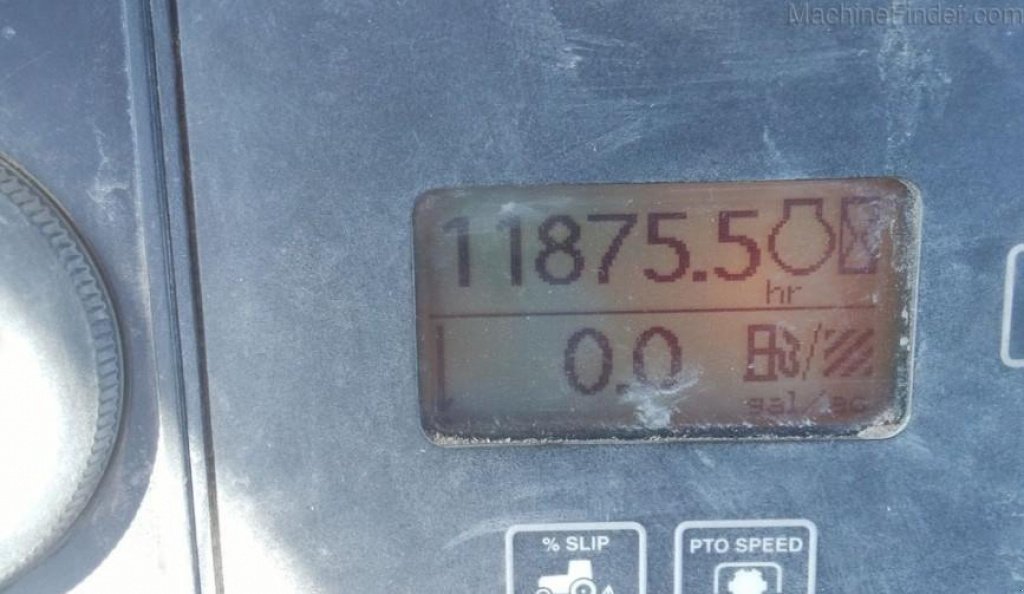 MachineFinder.com
11875.5
hr
0.0
gal/ac
% SLIP
PTO SPEED